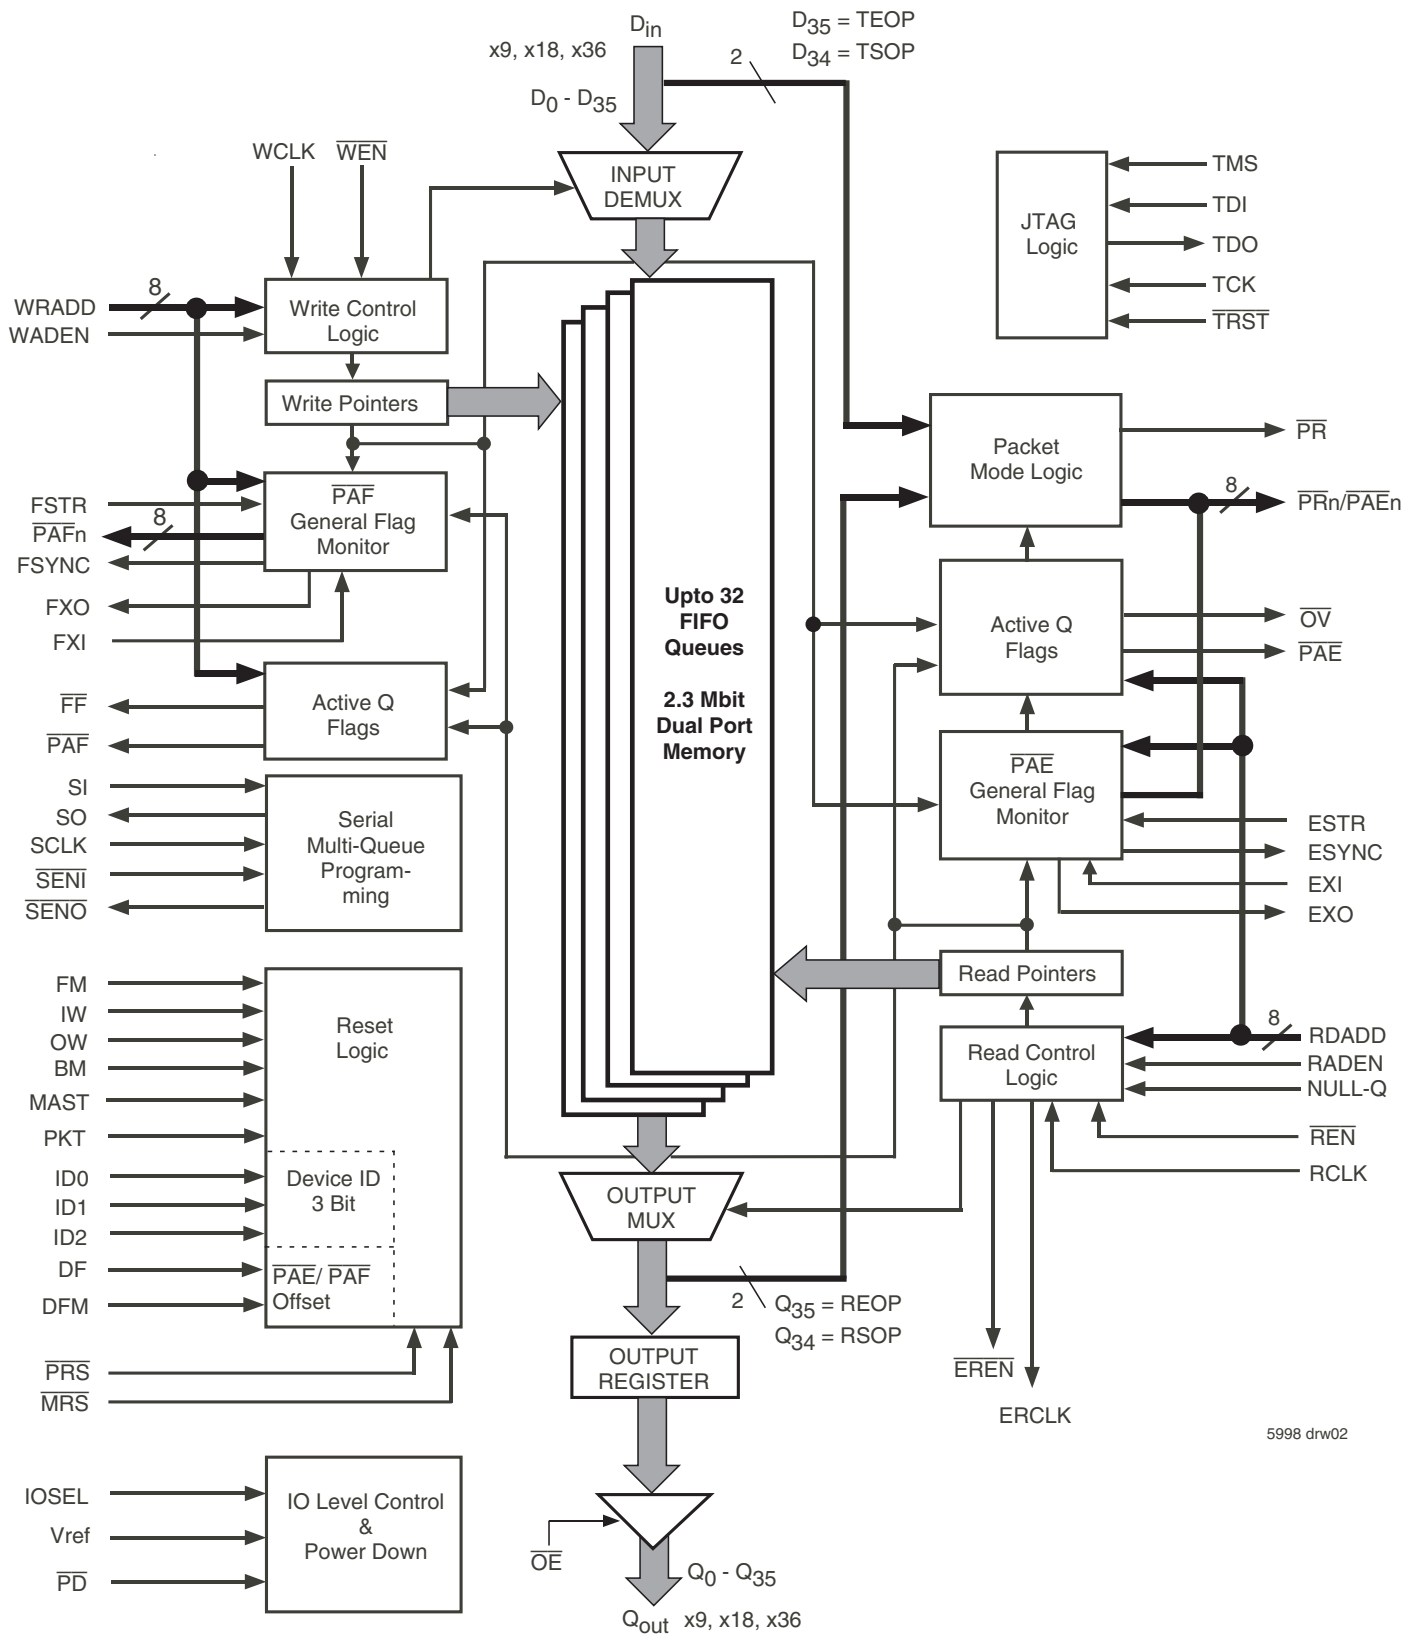 Din
x9, x18, x36
D0 - D35
2
D35 = TEOP
D34 = TSOP
INPUT
DEMUX
WCLK
WEN
WRADD
8
WADEN
Write Control
Logic
Write Pointers
FSTR
PAFn
8
FSYNC
FXO
FXI
PAF
General Flag
Monitor
FF
PAF
Active Q
Flags
SI
SO
SCLK
SENI
SENO
Serial
Multi-Queue
Program-
ming
FM
IW
OW
BM
MAST
PKT
ID0
ID1
ID2
DF
DFM
Reset
Logic
Device ID
3 Bit
PAE/ PAF
Offset
PRS
MRS
IOSEL
Vref
PD
IO Level Control
&
Power Down
Upto 32
FIFO
Queues
2.3 Mbit
Dual Port
Memory
OUTPUT
MUX
2
Q35 = REOP
Q34 = RSOP
OUTPUT
REGISTER
OE
Q0 - Q35
Qout x9, x18, x36
JTAG
Logic
TMS
TDI
TDO
TCK
TRST
Packet
Mode Logic
PR
8
PRn/PAEn
Active Q
Flags
OV
PAE
PAE
General Flag
Monitor
ESTR
ESYNC
EXI
EXO
Read Pointers
Read Control
Logic
8
RDADD
RADEN
NULL-Q
REN
RCLK
EREN
ERCLK
5998 drw02